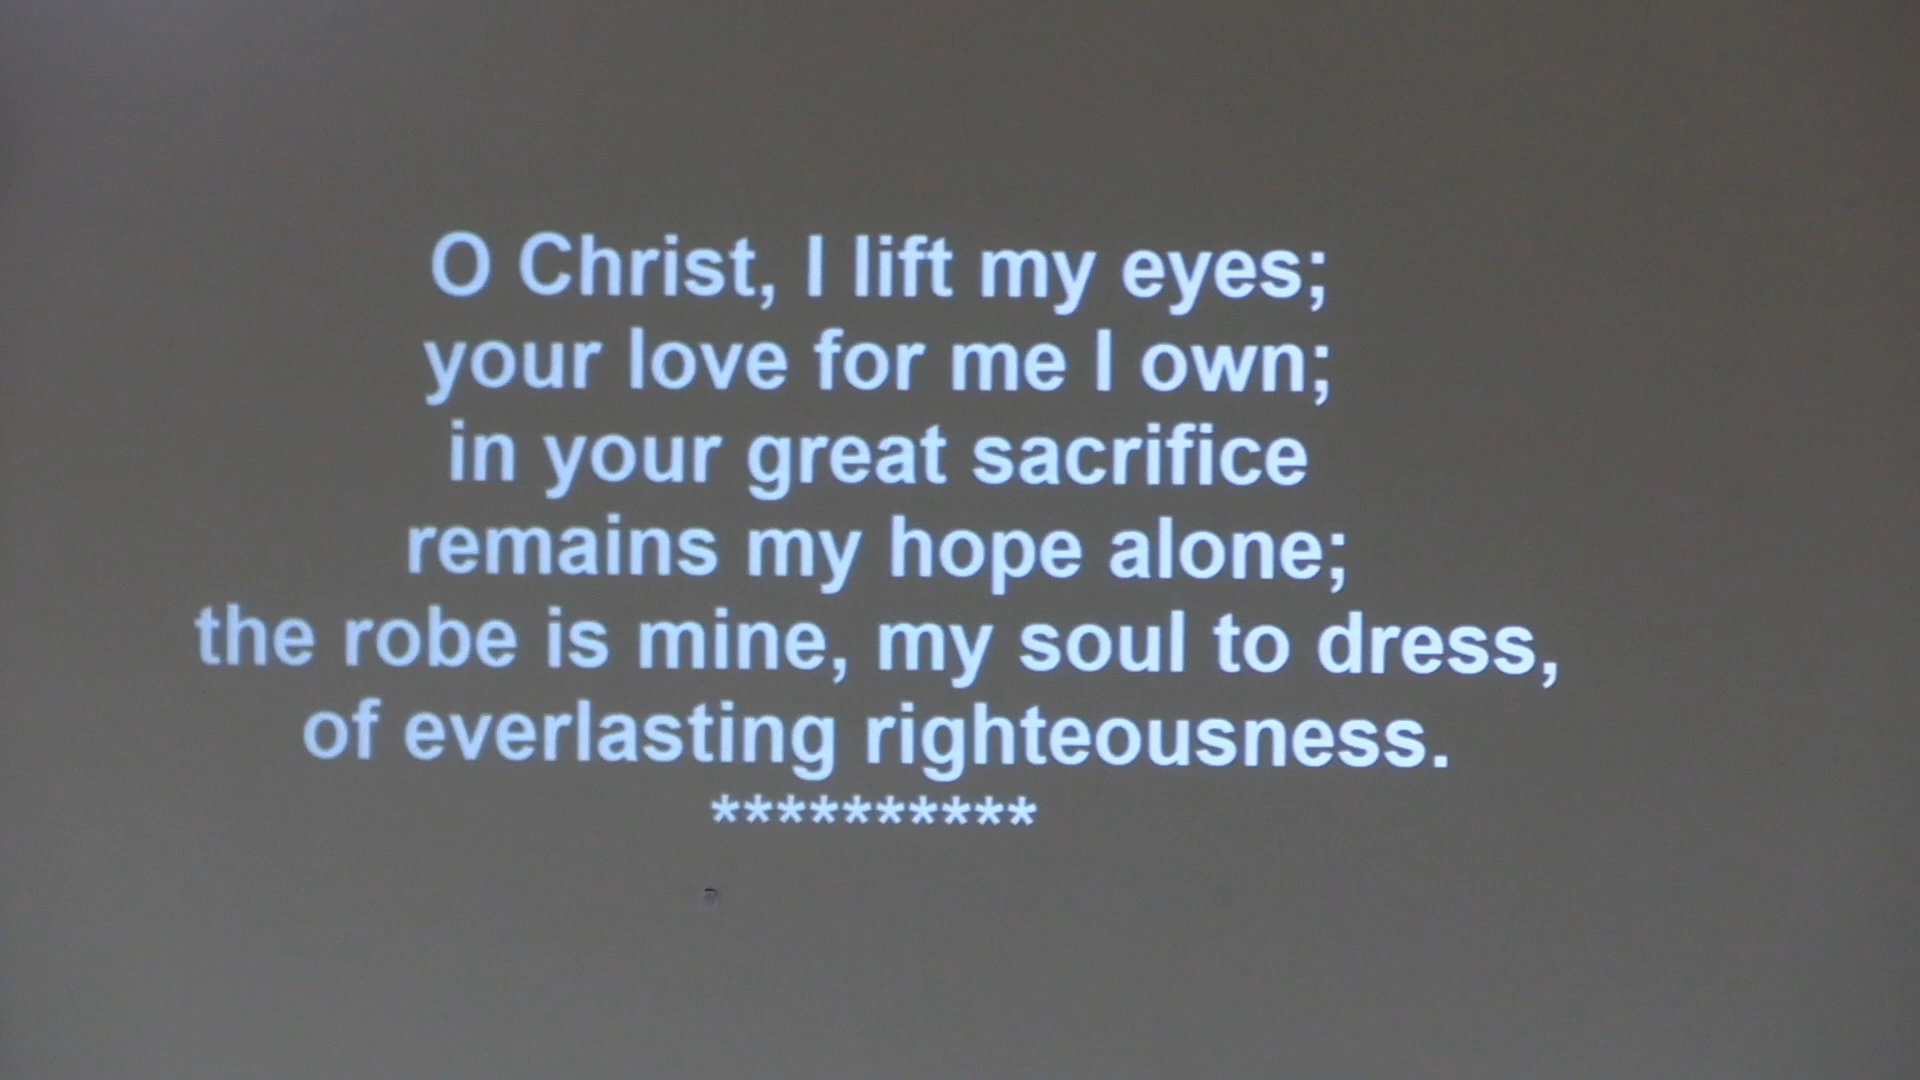 O Christ, I lift my eyes;
your love for me I own;
in your great sacrifice
remains my hope alone;
the robe is mine, my soul to dress,
of everlasting righteousness.
**********